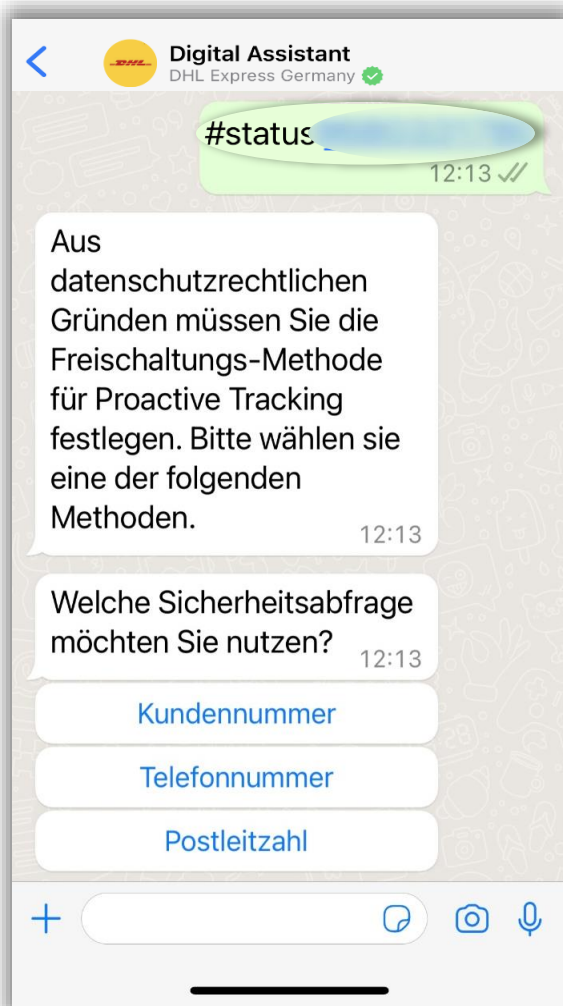 Digital Assistant
DHL
DHL Express Germany
#status
12:13
Aus
datenschutzrechtlichen
Gründen müssen Sie die
Freischaltungs-Methode
für Proactive Tracking
festlegen. Bitte wählen sie
eine der folgenden
Methoden.
12:13
Welche Sicherheitsabfrage
möchten Sie nutzen?
12:13
Kundennummer
Telefonnummer
Postleitzahl